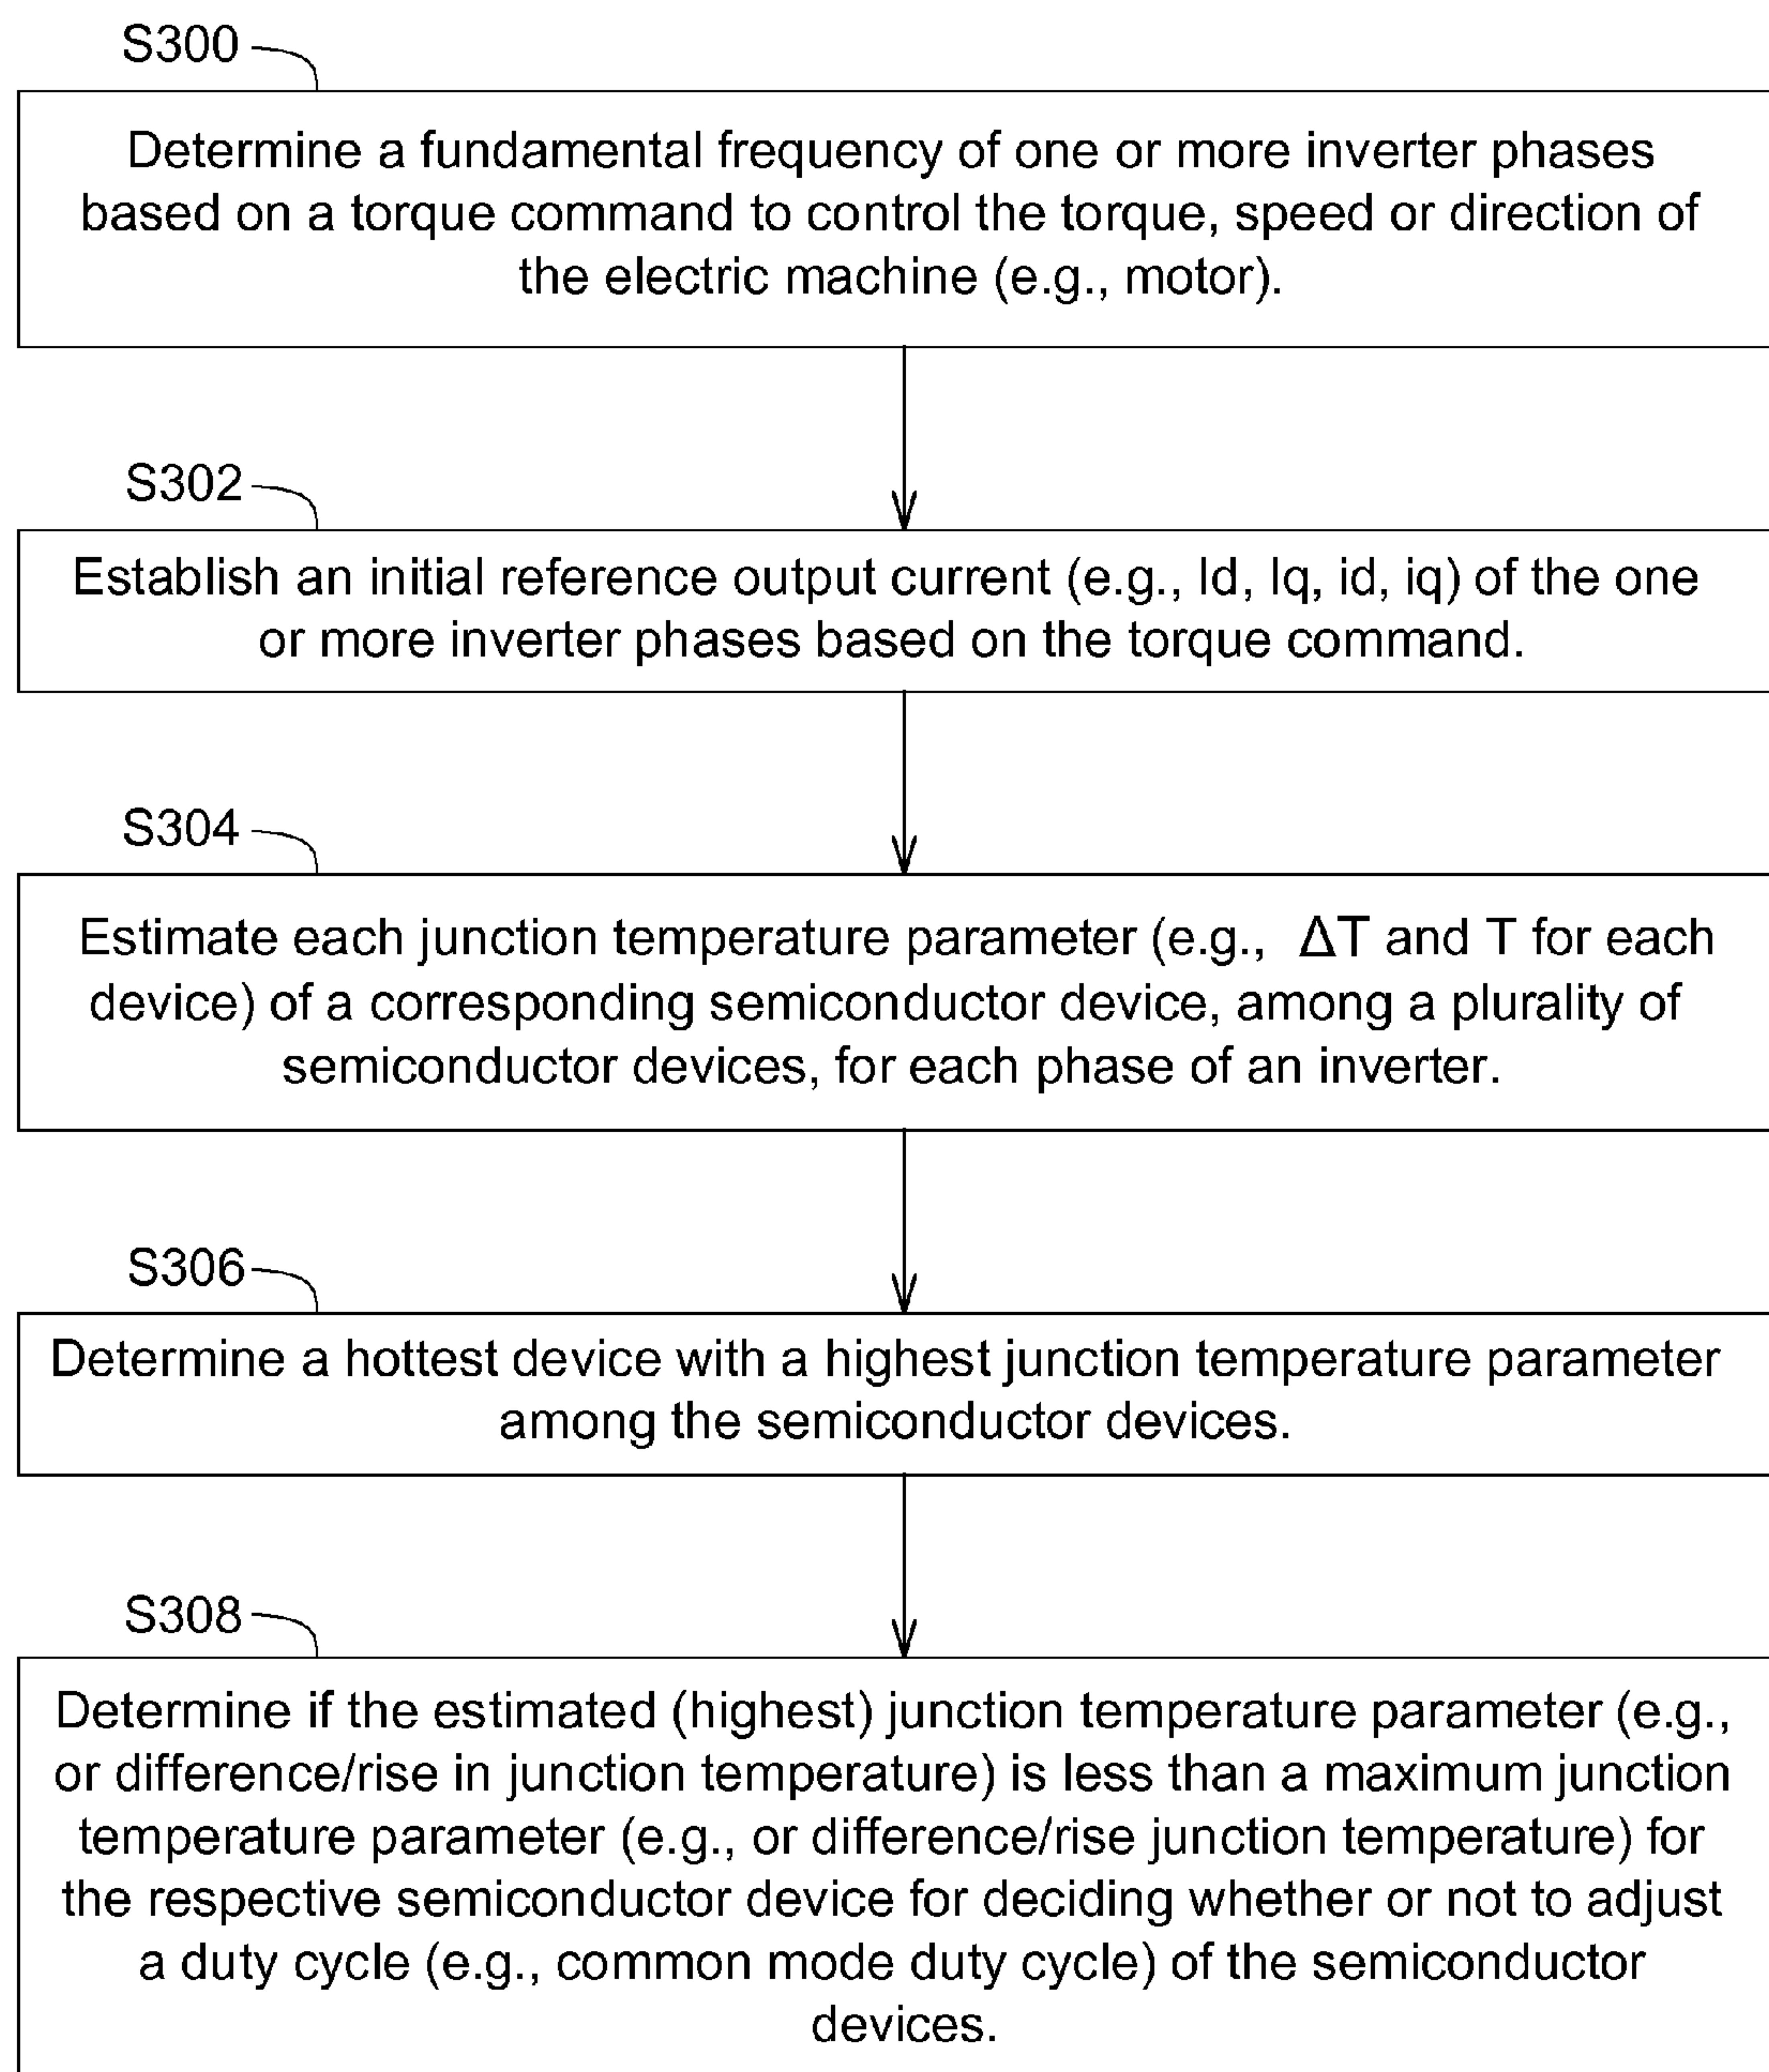 S300
Determine a fundamental frequency of one or more inverter phases
based on a torque command to control the torque, speed or direction of
the electric machine (e.g., motor).
S302
Establish an initial reference output current (e.g., Id, Iq, id, iq) of the one
or more inverter phases based on the torque command.
S304
Estimate each junction temperature parameter (e.g., ΔT and T for each
device) of a corresponding semiconductor device, among a plurality of
semiconductor devices, for each phase of an inverter.
S306
Determine a hottest device with a highest junction temperature parameter
among the semiconductor devices.
S308
Determine if the estimated (highest) junction temperature parameter (e.g.,
or difference/rise in junction temperature) is less than a maximum junction
temperature parameter (e.g., or difference/rise junction temperature) for
the respective semiconductor device for deciding whether or not to adjust
a duty cycle (e.g., common mode duty cycle) of the semiconductor
devices.